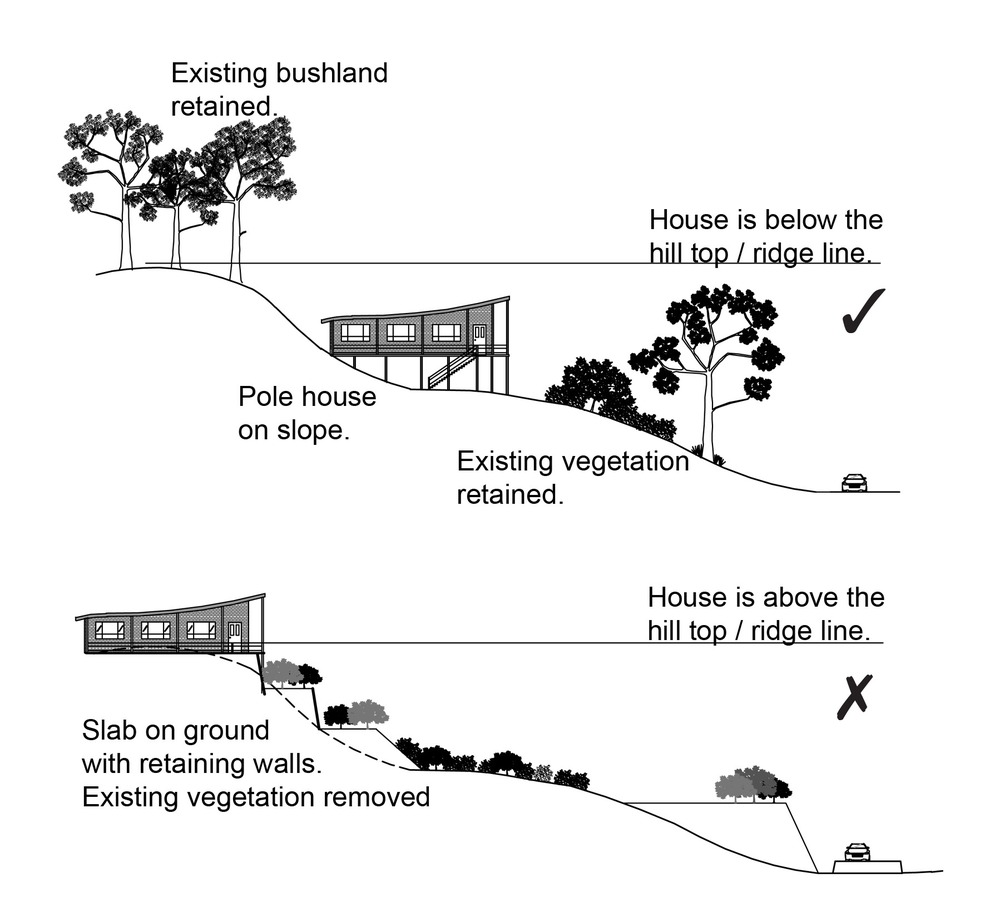 Existing bushland
retained.
House is below the
hill top / ridge line.
Pole house
on slope.
Existing vegetation
retained.
House is above the
hill top / ridge line.
Slab on ground
with retaining walls.
Existing vegetation removed